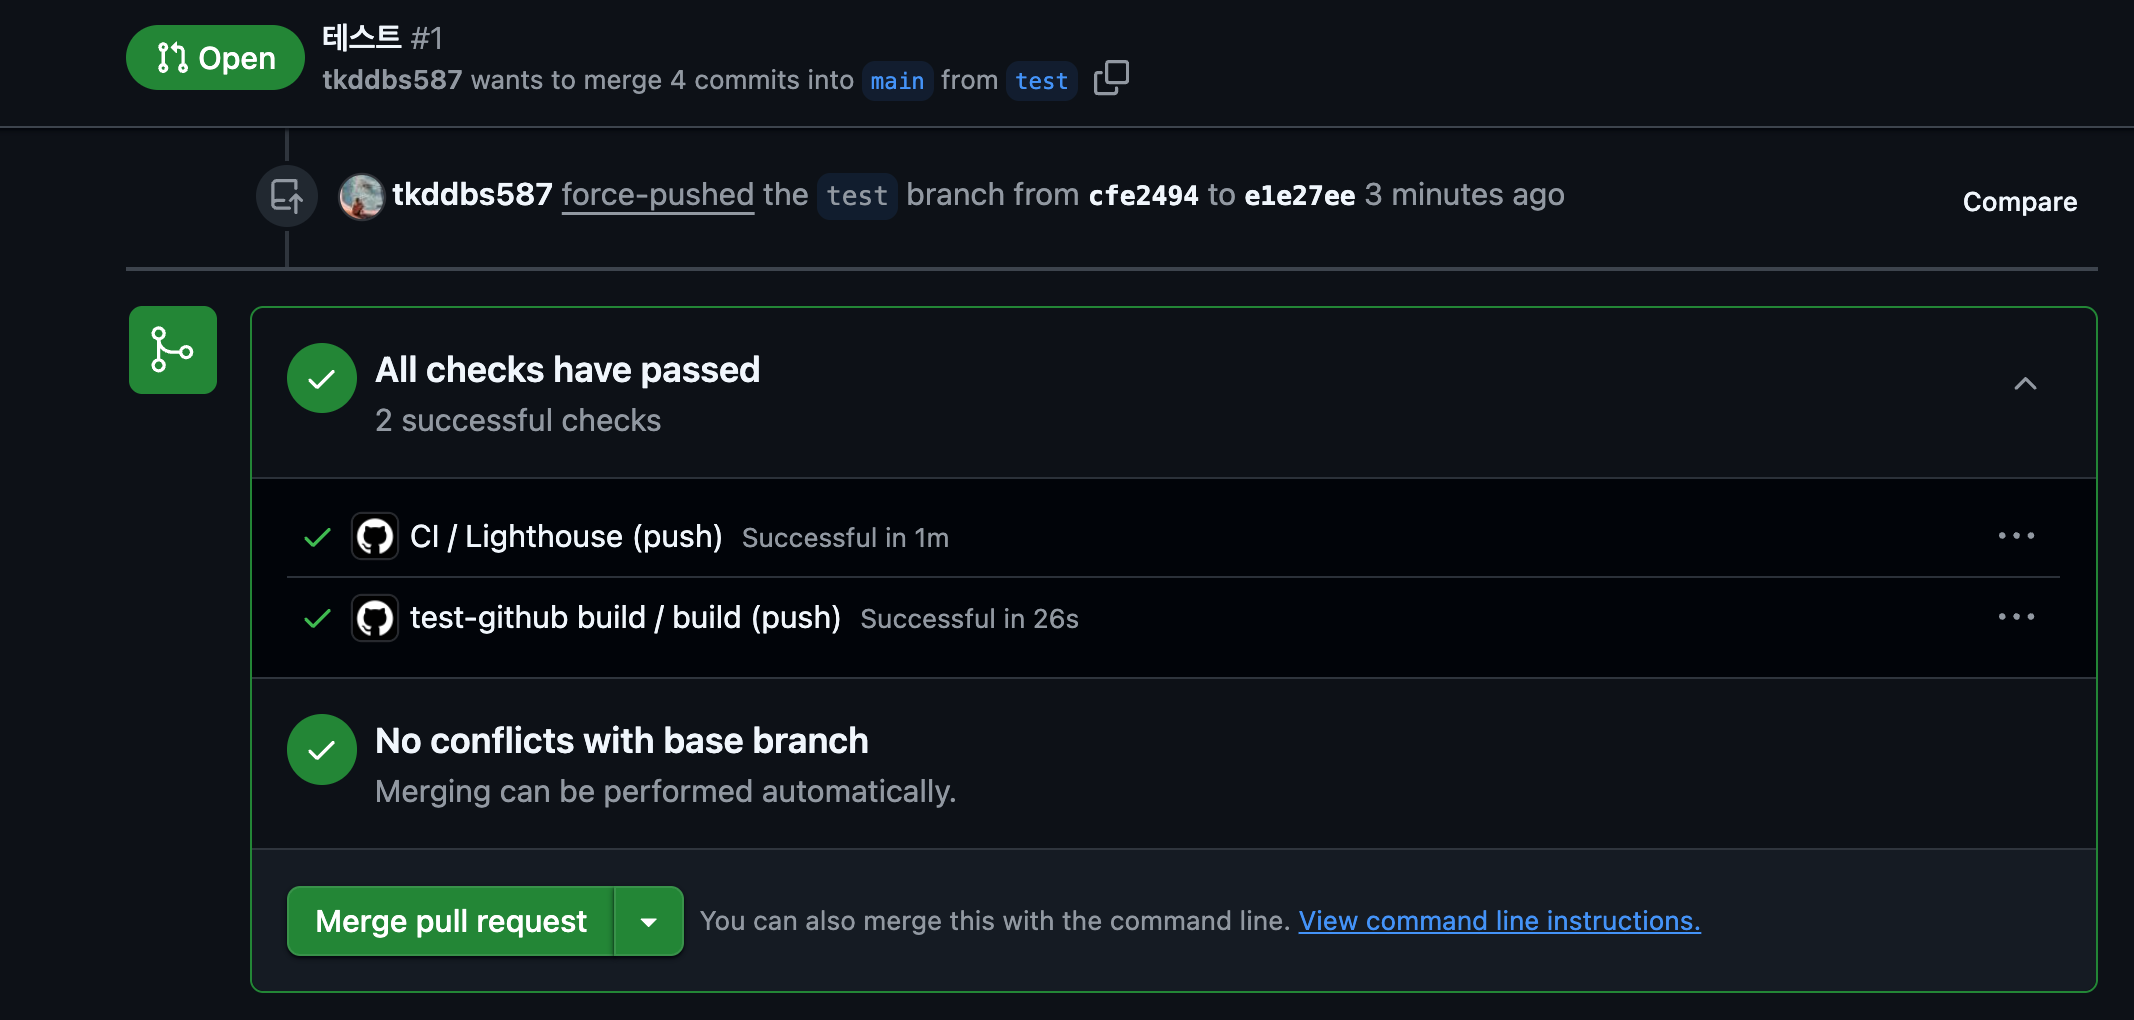 Open
테스트 #1
tkddbs587 wants to merge 4 commits into main from test
tkddbs587 force-pushed the test branch from cfe2494 to e1e27ee 3 minutes ago
Compare
All checks have passed
2 successful checks
CI / Lighthouse (push) Successful in 1m
test-github build / build (push) Successful in 26s
No conflicts with base branch
Merging can be performed automatically.
Merge pull request
You can also merge this with the command line. View command line instructions.